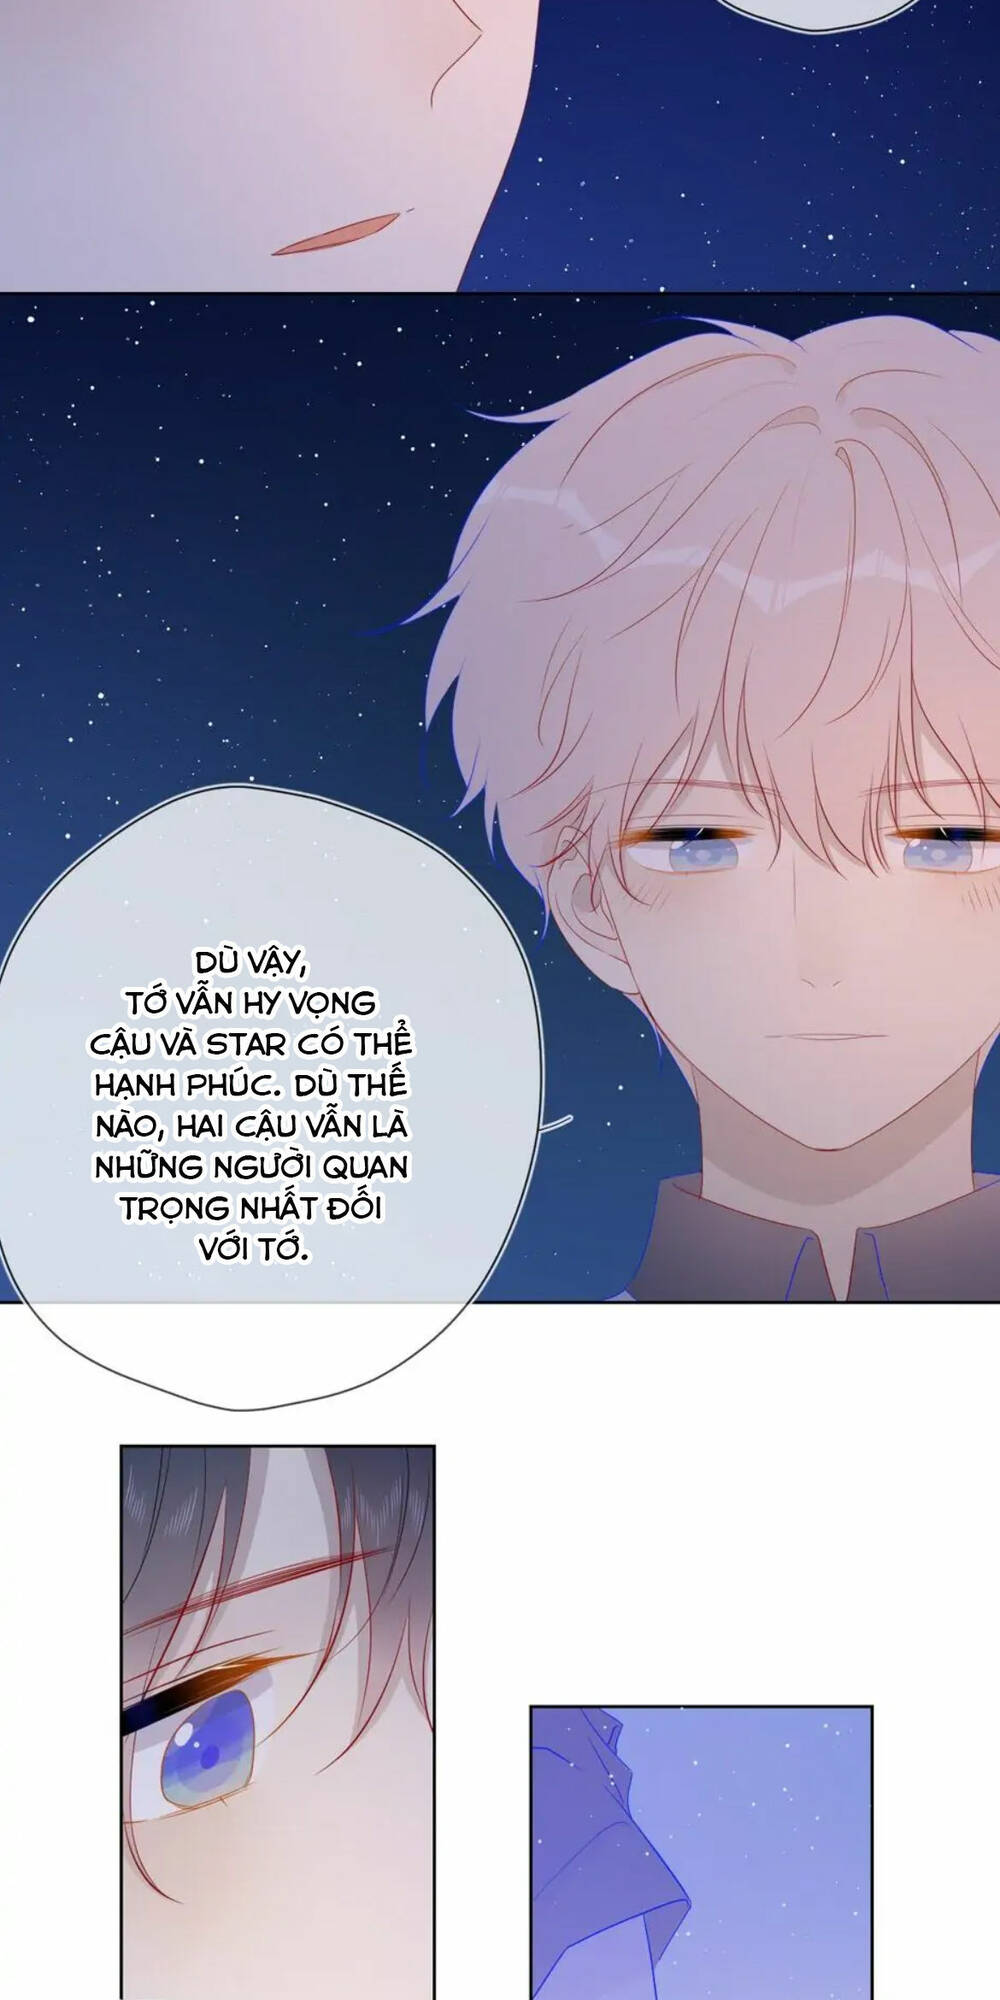 DÙ VẬY,
TỚ VẪN HY VỌNG
CẬU VÀ STAR CÓ THỂ
HẠNH PHÚC. DÙ THẾ
NÀO, HAI CẬU VẪN LÀ
NHỮNG NGƯỜI QUAN
TRỌNG NHẤT ĐỐI
VỚI TỚ.